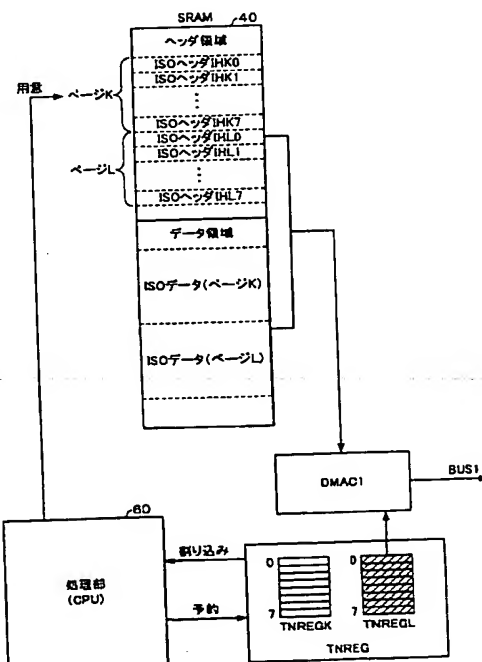 SRAM 40
ヘッダ領域
ISOヘッダIHK0
ISOヘッダIHK1
用意
ページK
ISOヘッダIHK7
ISOヘッダIHL0
ISOヘッダIHL1
ページL
ISOヘッダIHL7
データ領域
ISOデータ(ページK)
ISOデータ(ページL)
DMAC1
BUS1
60
処理部
(CPU)
割り込み
予約
0
7
TNREGK
0
7
TNREGL
TNREG